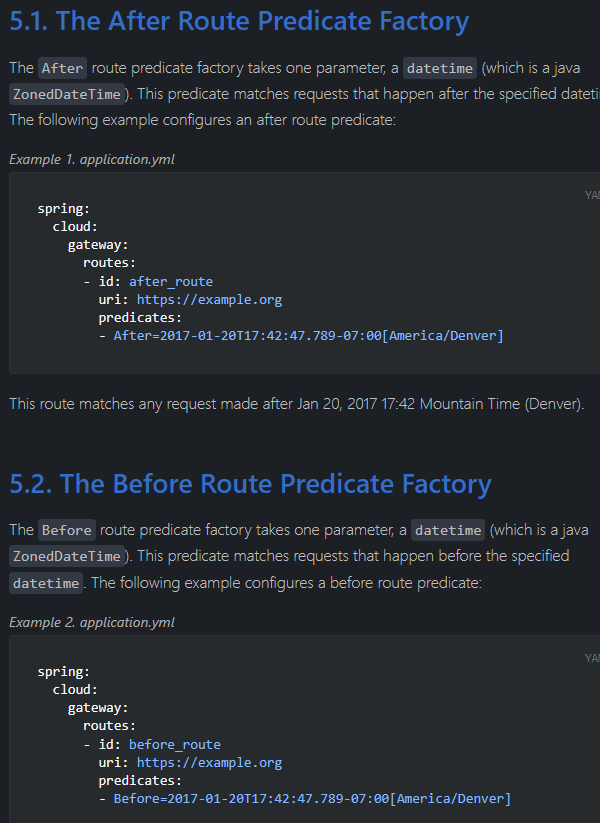 5.1. The After Route Predicate Factory
The After route predicate factory takes one parameter, a datetime (which is a java
ZonedDateTime). This predicate matches requests that happen after the specified
The following example configures an after route predicate:
Example 1. application.yml
spring:
  cloud:
    gateway:
      routes:
      - id: after_route
        uri: https://example.org
        predicates:
        - After=2017-01-20T17:42:47.789-07:00[America/Denver]
This route matches any request made after Jan 20, 2017 17:42 Mountain Time (Denver).
5.2. The Before Route Predicate Factory
The Before route predicate factory takes one parameter, a datetime (which is a java
ZonedDateTime). This predicate matches requests that happen before the specified
datetime. The following example configures a before route predicate:
Example 2. application.yml
spring:
  cloud:
    gateway:
      routes:
      - id: before_route
        uri: https://example.org
        predicates:
        - Before=2017-01-20T17:42:47.789-07:00[America/Denver]